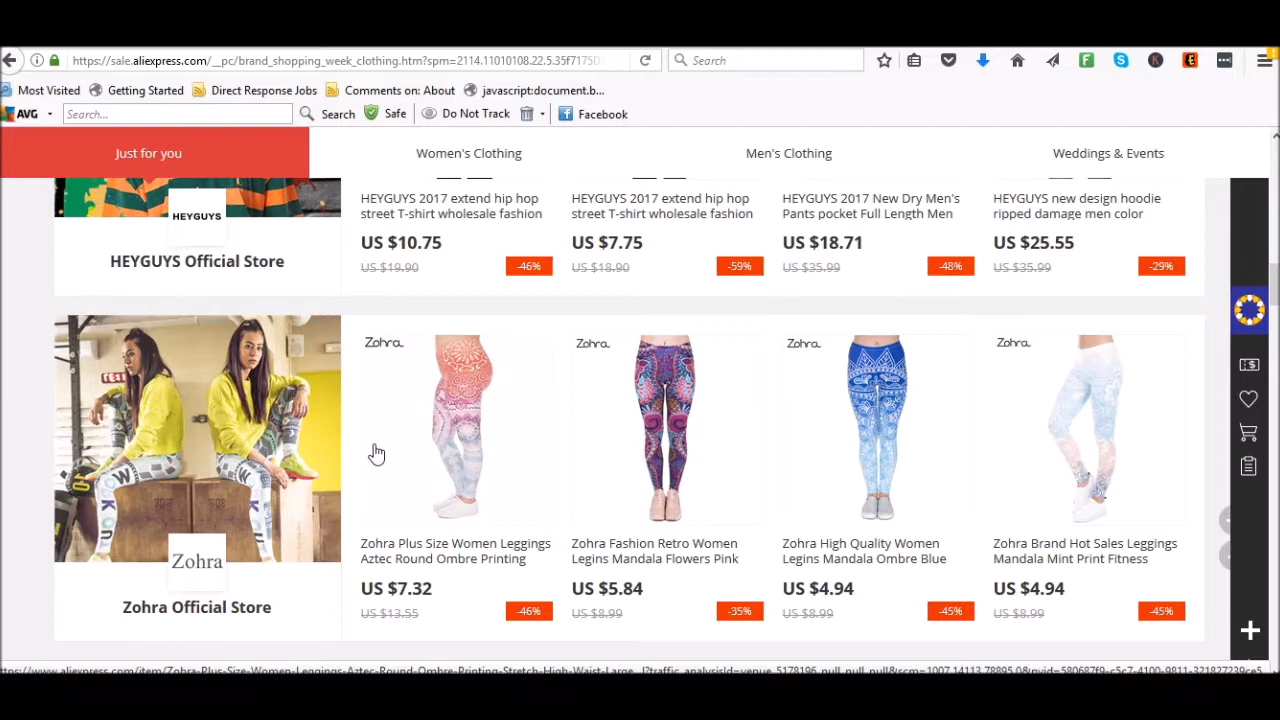 https://sale.aliexpress.com/__pc/brand_shopping_week_clothing.htm?spm=2114.11010108.22.5.35f7175D
Search
Most Visited
Getting Started
Direct Response Jobs
Comments on: About
javascript:document.b...
AVG
Search...
Search
Safe
Do Not Track
Facebook
Just for you
Women's Clothing
Men's Clothing
Weddings & Events
HEYGUYS
HEYGUYS Official Store
HEYGUYS 2017 extend hip hop
street T-shirt wholesale fashion
US $10.75
US $19.90
-46%
HEYGUYS 2017 extend hip hop
street T-shirt wholesale fashion
US $7.75
US $18.90
-59%
HEYGUYS 2017 New Dry Men's
Pants pocket Full Length Men
US $18.71
US $35.99
-48%
HEYGUYS new design hoodie
ripped damage men color
US $25.55
US $35.99
-29%
Zohra
Zohra Official Store
Zohra
Zohra Plus Size Women Leggings
Aztec Round Ombre Printing
US $7.32
US $13.55
-46%
Zohra
Zohra Fashion Retro Women
Legins Mandala Flowers Pink
US $5.84
US $8.99
-35%
Zohra
Zohra High Quality Women
Legins Mandala Ombre Blue
US $4.94
US $8.99
-45%
Zohra
Zohra Brand Hot Sales Leggings
Mandala Mint Print Fitness
US $4.94
US $8.99
-45%